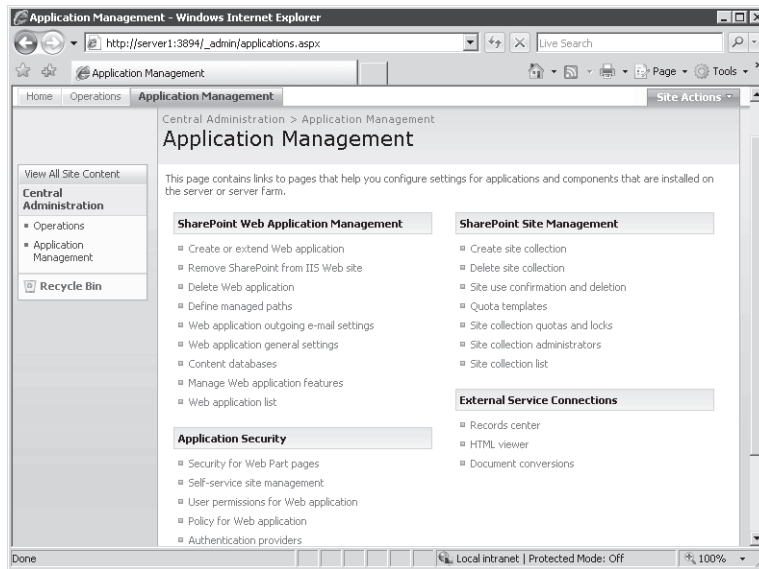 Application Management - Windows Internet Explorer
http://server1:3894/_admin/applications.aspx
Live Search
Application Management
Page
Tools
Home
Operations
Application Management
Site Actions
Central Administration > Application Management
Application Management
View All Site Content
Central
Administration
Operations
Application
Management
Recycle Bin
This page contains links to pages that help you configure settings for applications and components that are installed on
the server or server farm.
SharePoint Web Application Management
Create or extend Web application
Remove SharePoint from IIS Web site
Delete Web application
Define managed paths
Web application outgoing e-mail settings
Web application general settings
Content databases
Manage Web application features
Web application list
Application Security
Security for Web Part pages
Self-service site management
User permissions for Web application
Policy for Web application
Authentication providers
SharePoint Site Management
Create site collection
Delete site collection
Site use confirmation and deletion
Quota templates
Site collection quotas and locks
Site collection administrators
Site collection list
External Service Connections
Records center
HTML viewer
Document conversions
Done
Local intranet | Protected Mode: Off
100%